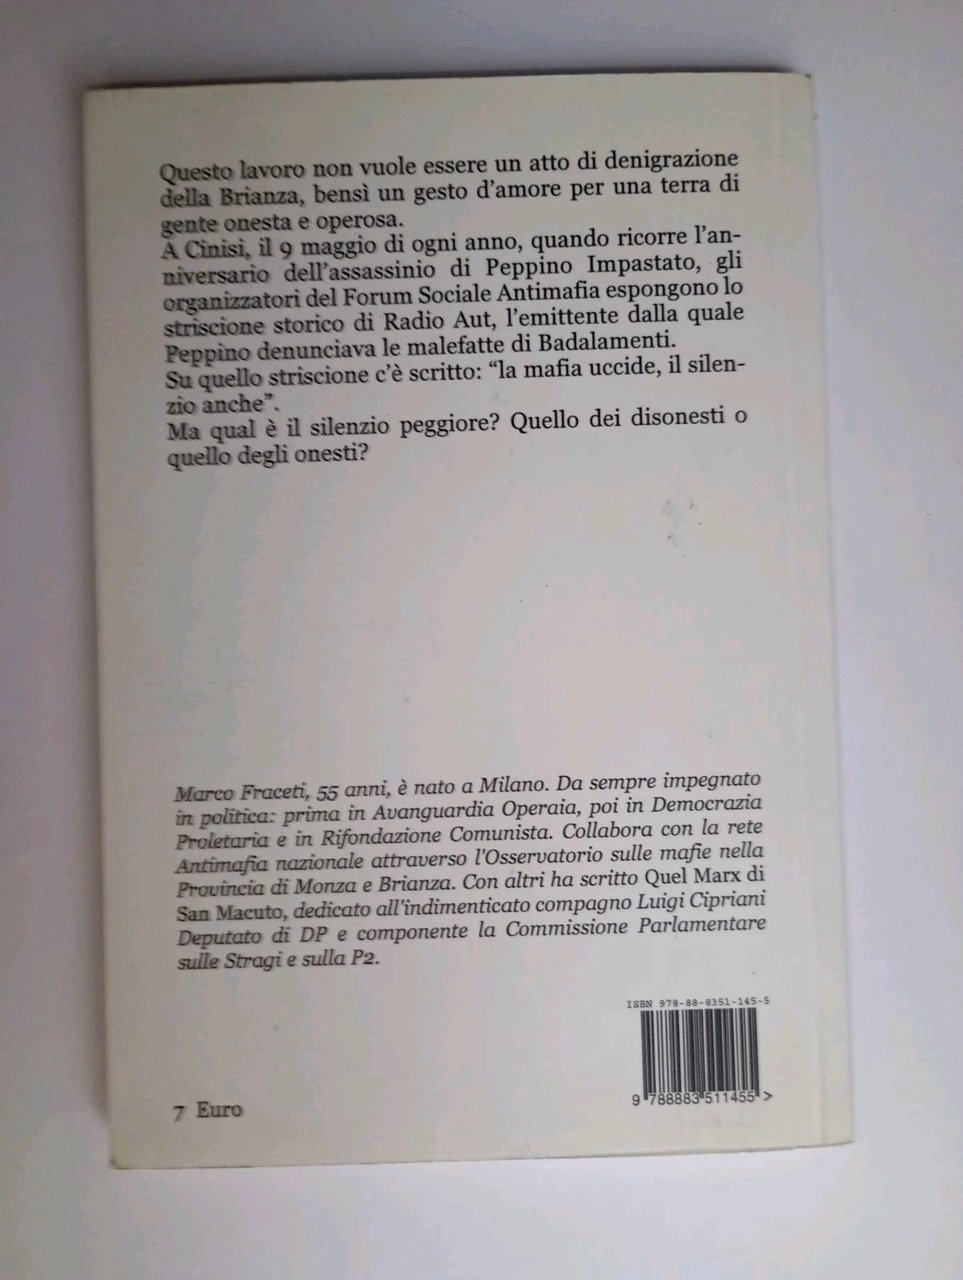 Questo lavoro non vuole essere un atto di denigrazione
della Brianza, bensì un gesto d'amore per una terra di
gente onesta e operosa.
A Cinisi, il 9 maggio di ogni anno, quando ricorre l'an-
niversario dell'assassinio di Peppino Impastato, gli
organizzatori del Forum Sociale Antimafia espongono lo
striscione storico di Radio Aut, l'emittente dalla quale
Peppino denunciava le malefatte di Badalamenti.
Su quello striscione c'è scritto: “la mafia uccide, il silen-
zio anche”.
Ma qual è il silenzio peggiore? Quello dei disonesti o
quello degli onesti?
Marco Fraceti, 55 anni, è nato a Milano. Da sempre impegnato
in politica: prima in Avanguardia Operaia, poi in Democrazia
Proletaria e in Rifondazione Comunista. Collabora con la rete
Antimafia nazionale attraverso l'Osservatorio sulle mafie nella
Provincia di Monza e Brianza. Con altri ha scritto Quel Marx di
San Macuto, dedicato all'indimenticato compagno Luigi Cipriani
Deputato di DP e componente la Commissione Parlamentare
sulle Stragi e sulla P2.
ISBN 978-88-8351-145-5
9 788883 511455 >
7 Euro